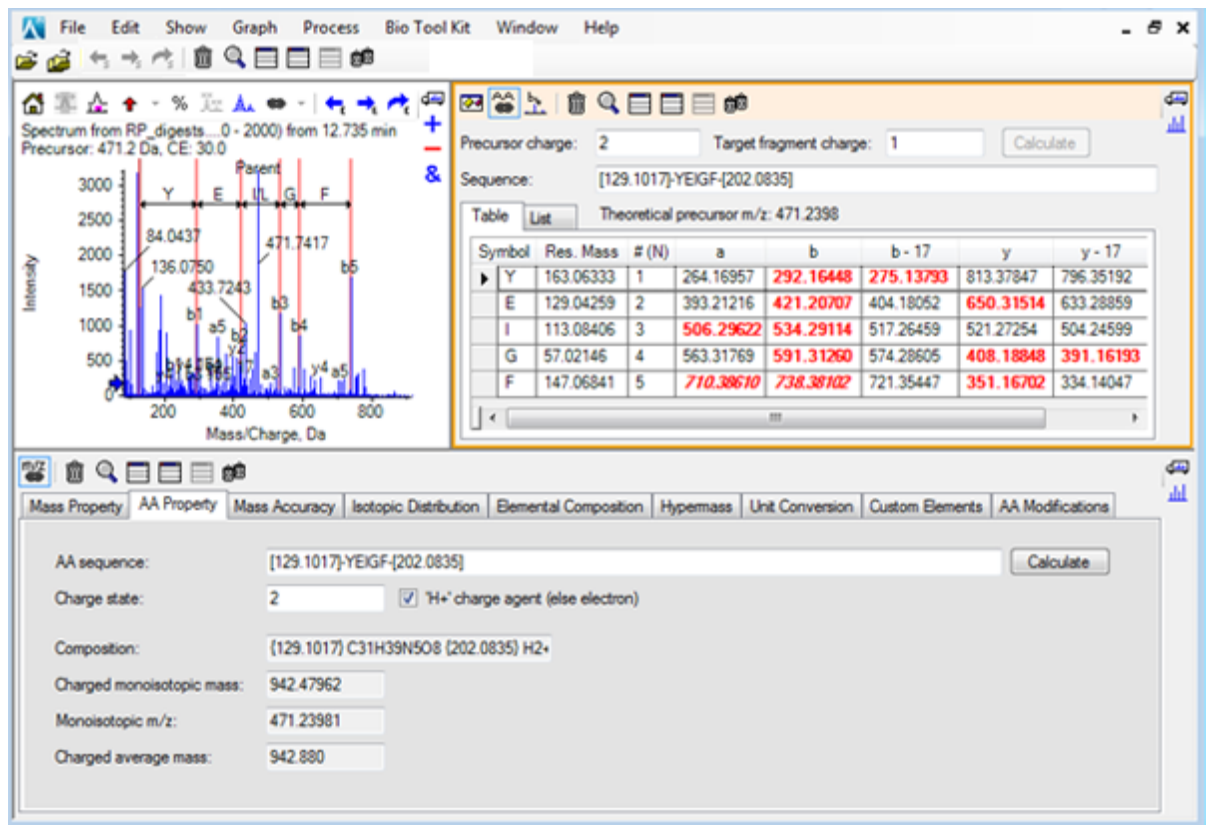 File Edit Show Graph Process Bio Tool Kit Window Help
Spectrum from RP_digests....0 - 2000) from 12.735 min
Precursor: 471.2 Da, CE: 30.0
Parent
Y E I/L G F
84.0437
136.0750
433.7243
471.7417
b5
b3
b1
a5
b2
b4
y2
a3
y4
a5
Intensity
3000
2500
2000
1500
1000
500
0
200 400 600 800
Mass/Charge, Da
Precursor charge: 2 Target fragment charge: 1 Calculate
Sequence: [129.1017]-YEIGF-[202.0835]
Table List Theoretical precursor m/z: 471.2398
Symbol Res. Mass # (N) a b b - 17 y y - 17
Y 163.06333 1 264.16957 292.16448 275.13793 813.37847 796.35192
E 129.04259 2 393.21216 421.20707 404.18052 650.31514 633.28859
I 113.08406 3 506.29622 534.29114 517.26459 521.27254 504.24599
G 57.02146 4 563.31769 591.31260 574.28605 408.18848 391.16193
F 147.06841 5 710.38610 738.38102 721.35447 351.16702 334.14047
Mass Property AA Property Mass Accuracy Isotopic Distribution Elemental Composition Hypermass Unit Conversion Custom Elements AA Modifications
AA sequence: [129.1017]-YEIGF-[202.0835] Calculate
Charge state: 2 'H+' charge agent (else electron)
Composition: {129.1017} C31H39N5O8 {202.0835} H2+
Charged monoisotopic mass: 942.47962
Monoisotopic m/z: 471.23981
Charged average mass: 942.880